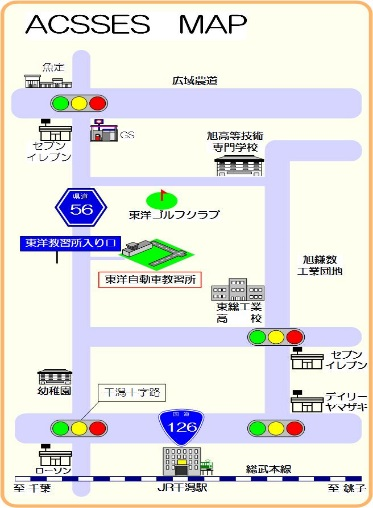 ACSSES MAP
魚定
広域農道
GS
セブン
イレブン
旭高等技術
専門学校
県道
56
東洋ゴルフクラブ
東洋教習所入り口
東洋自動車教習所
旭鎌数
工業団地
東総工業
高 校
セブン
イレブン
幼稚園
干潟十字路
デイリー
ヤマザキ
国道
126
ローソン
総武本線
至千葉
JR干潟駅
至銚子